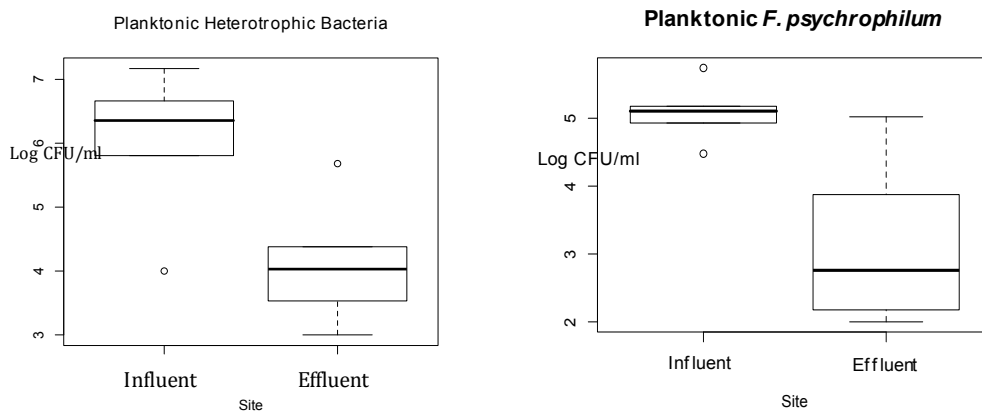 Planktonic Heterotrophic Bacteria
7
6
5
4
3
Log CFU/ml
Influent
Effluent
Site
Planktonic F. psychrophilum
5
4
3
2
Log CFU/ml
Influent
Effluent
Site